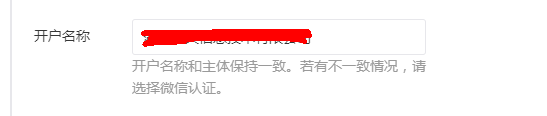 开户名称
开户名称和主体保持一致。若有不一致情况，请
选择微信认证。